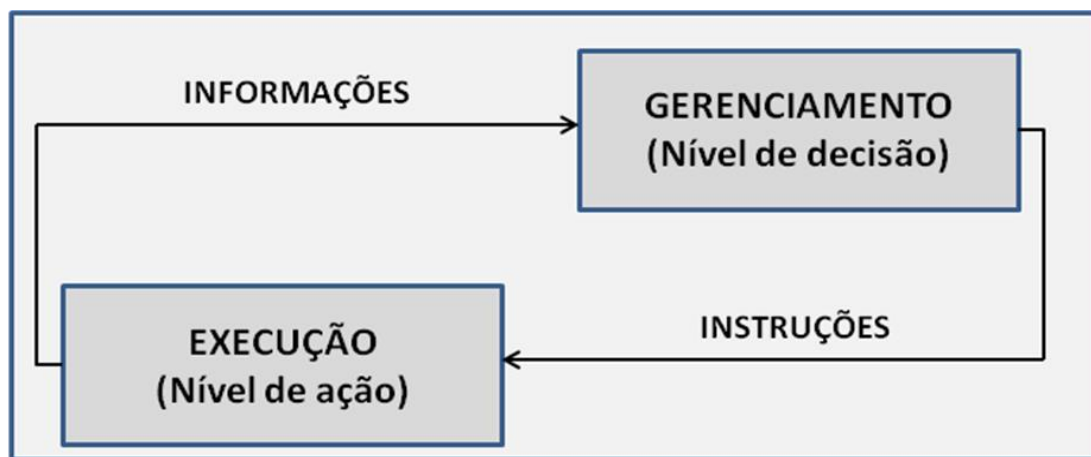 INFORMAÇÕES
GERENCIAMENTO
(Nível de decisão)
EXECUÇÃO
(Nível de ação)
INSTRUÇÕES